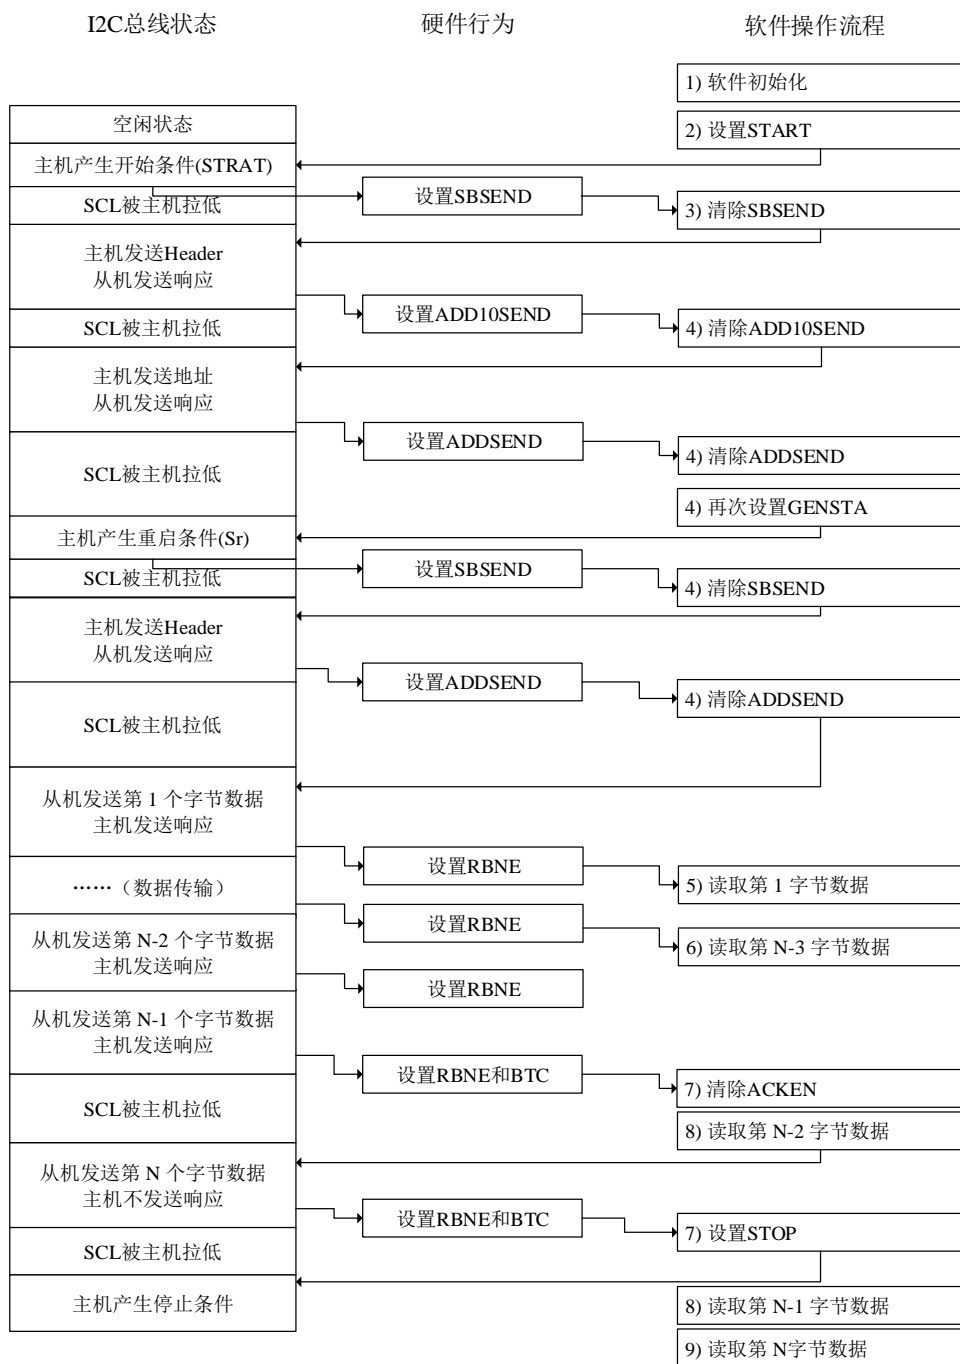 I2C总线状态
硬件行为
软件操作流程
1) 软件初始化
空闲状态
2) 设置START
主机产生开始条件(STRAT)
SCL被主机拉低
设置SBSEND
3) 清除SBSEND
主机发送Header
从机发送响应
设置ADD10SEND
SCL被主机拉低
4) 清除ADD10SEND
主机发送地址
从机发送响应
设置ADDSEND
4) 清除ADDSEND
SCL被主机拉低
4) 再次设置GENSTA
主机产生重启条件(Sr)
SCL被主机拉低
设置SBSEND
4) 清除SBSEND
主机发送Header
从机发送响应
设置ADDSEND
4) 清除ADDSEND
SCL被主机拉低
从机发送第 1 个字节数据
主机发送响应
设置RBNE
5) 读取第 1 字节数据
……（数据传输）
设置RBNE
6) 读取第 N-3 字节数据
从机发送第 N-2 个字节数据
主机发送响应
设置RBNE
从机发送第 N-1 个字节数据
主机发送响应
设置RBNE和BTC
7) 清除ACKEN
SCL被主机拉低
8) 读取第 N-2 字节数据
从机发送第 N 个字节数据
主机不发送响应
设置RBNE和BTC
7) 设置STOP
SCL被主机拉低
主机产生停止条件
8) 读取第 N-1 字节数据
9) 读取第 N字节数据